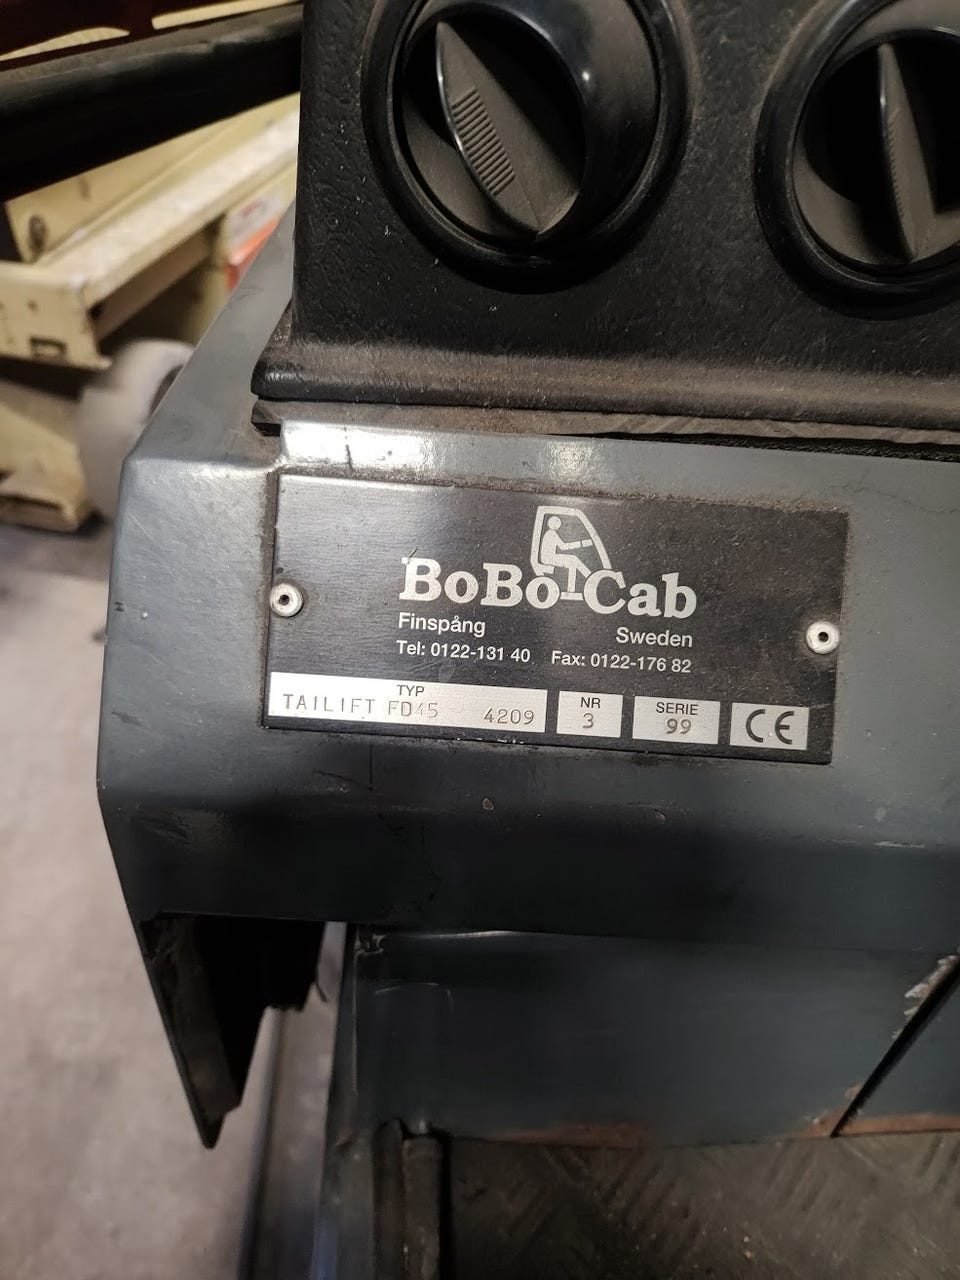 BoBo Cab
Finspång Sweden
Tel: 0122-131 40 Fax: 0122-176 82
TYP NR SERIE
TAILIFT FD45 4209 3 99 CE